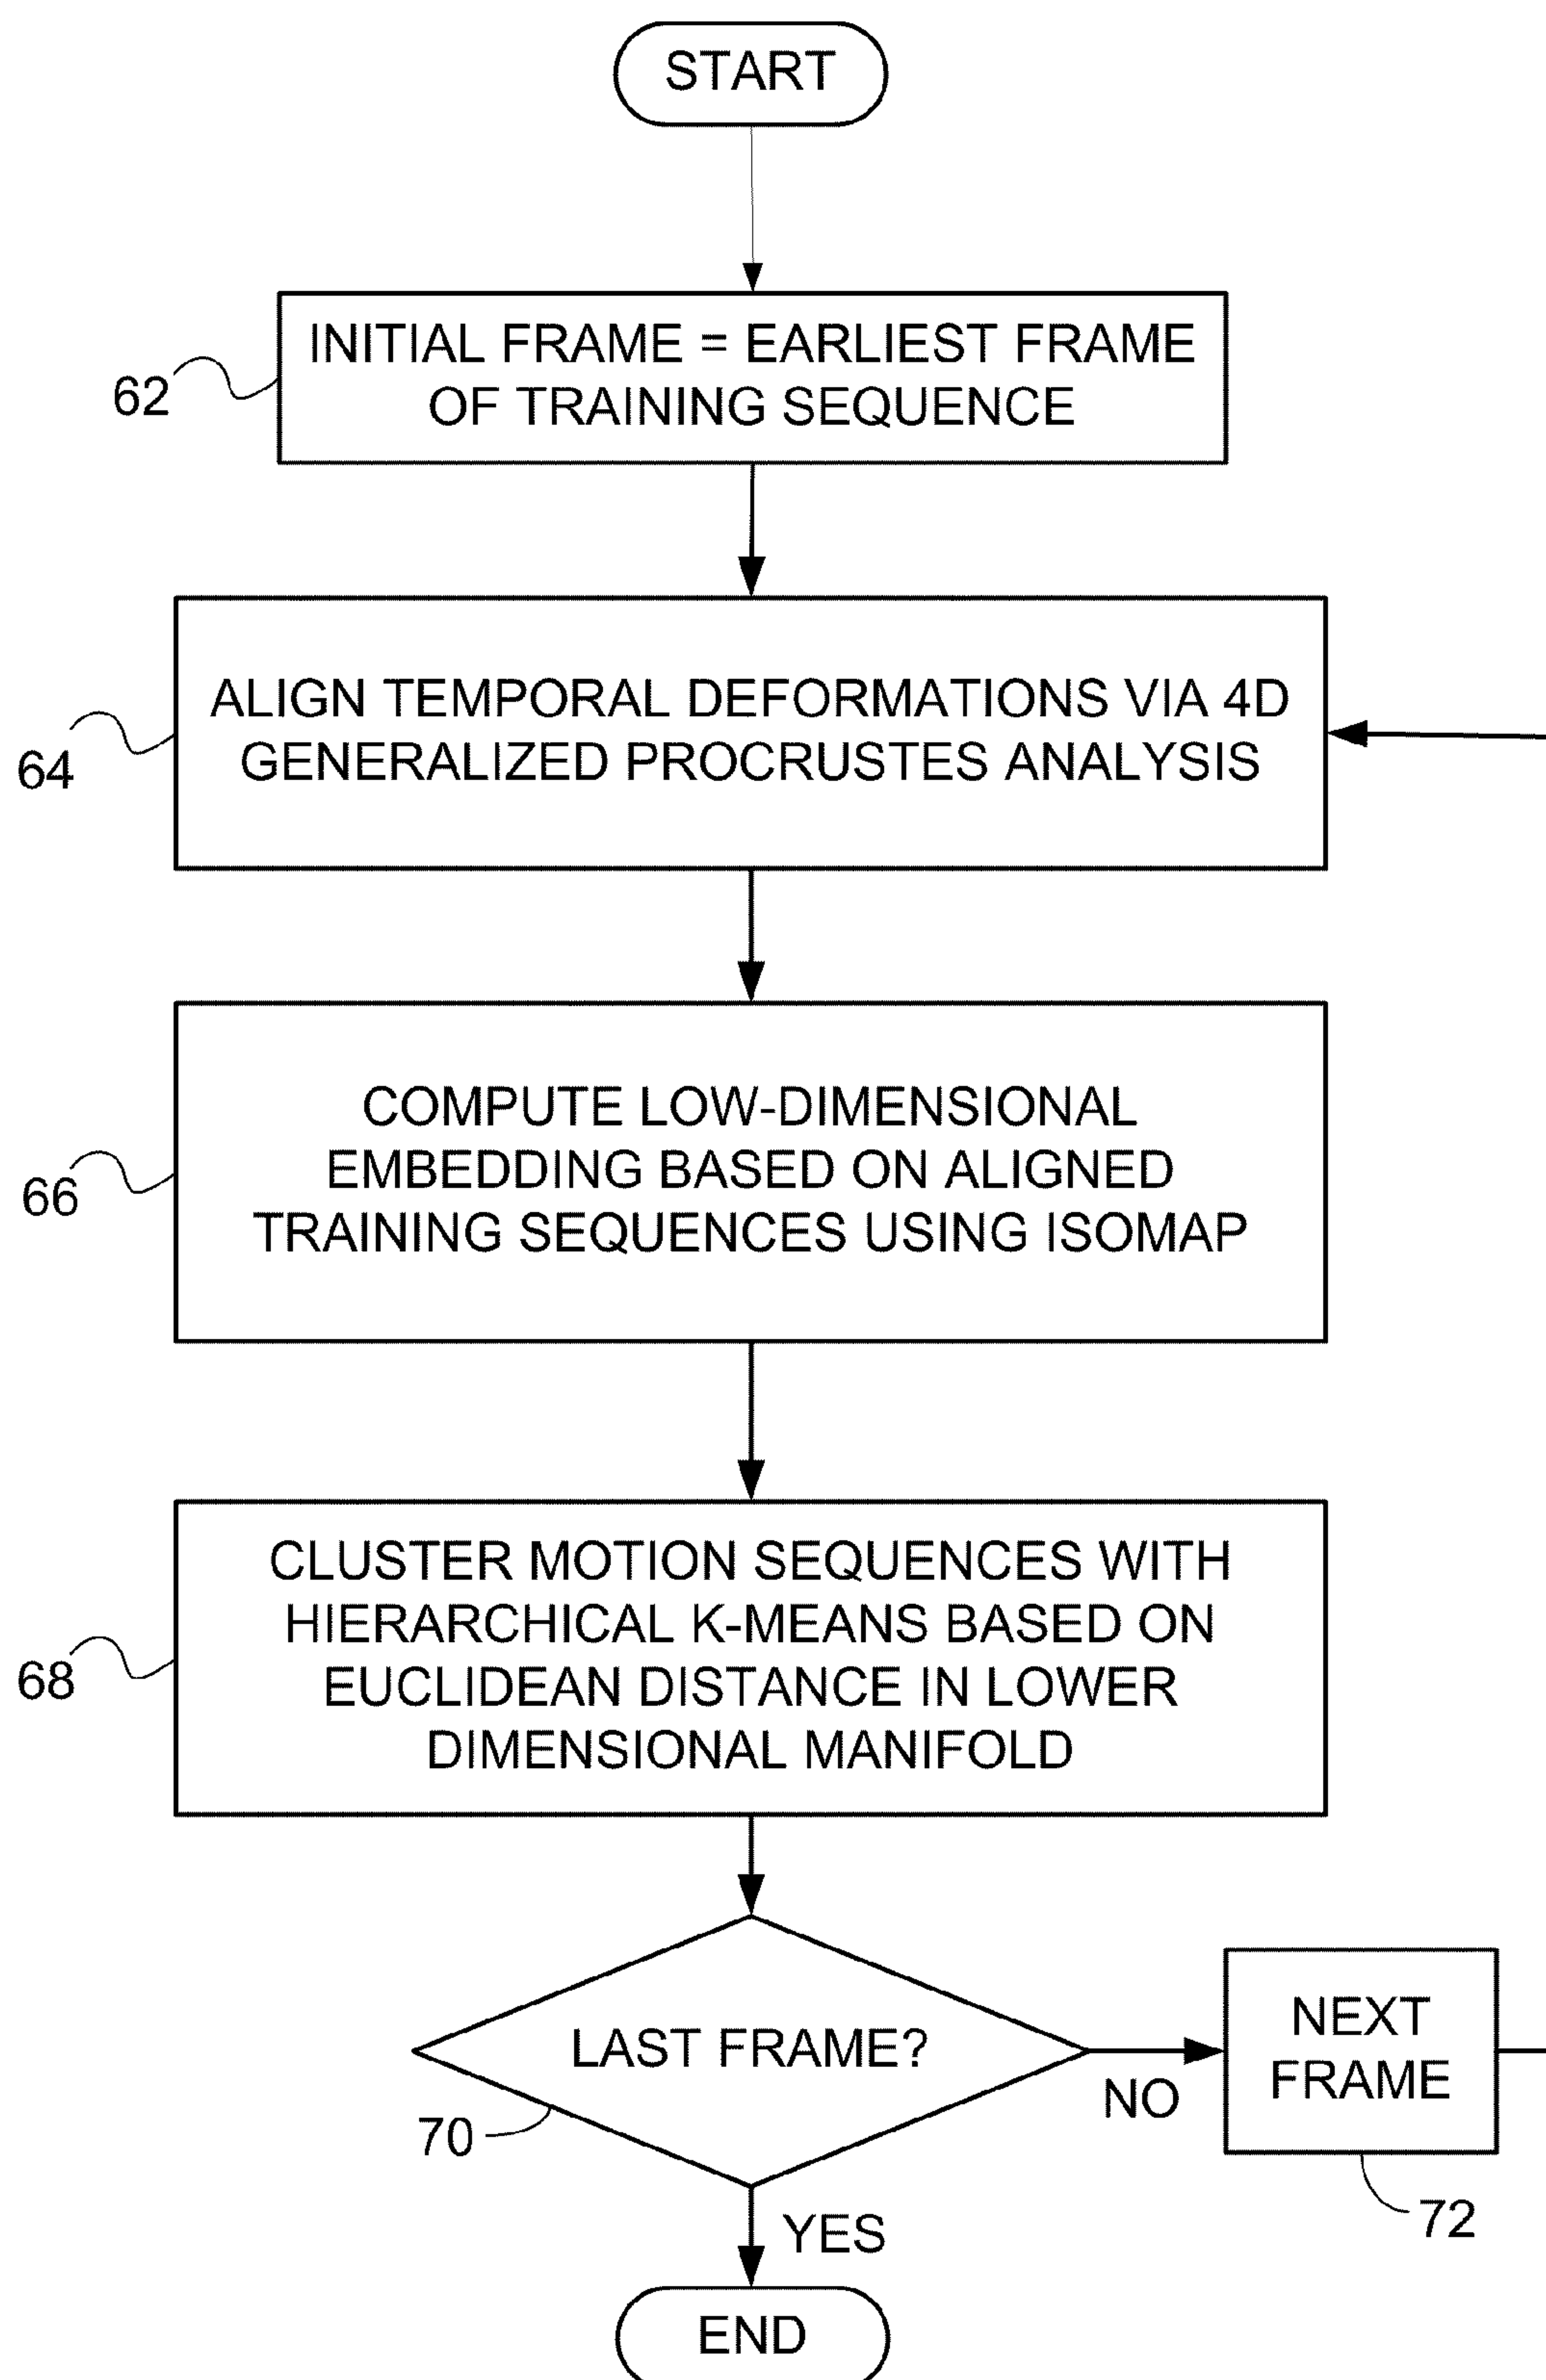 START
INITIAL FRAME = EARLIEST FRAME
OF TRAINING SEQUENCE
62
ALIGN TEMPORAL DEFORMATIONS VIA 4D
GENERALIZED PROCRUSTES ANALYSIS
64
COMPUTE LOW-DIMENSIONAL
EMBEDDING BASED ON ALIGNED
TRAINING SEQUENCES USING ISOMAP
66
CLUSTER MOTION SEQUENCES WITH
HIERARCHICAL K-MEANS BASED ON
EUCLIDEAN DISTANCE IN LOWER
DIMENSIONAL MANIFOLD
68
LAST FRAME?
70
NO
NEXT
FRAME
72
YES
END